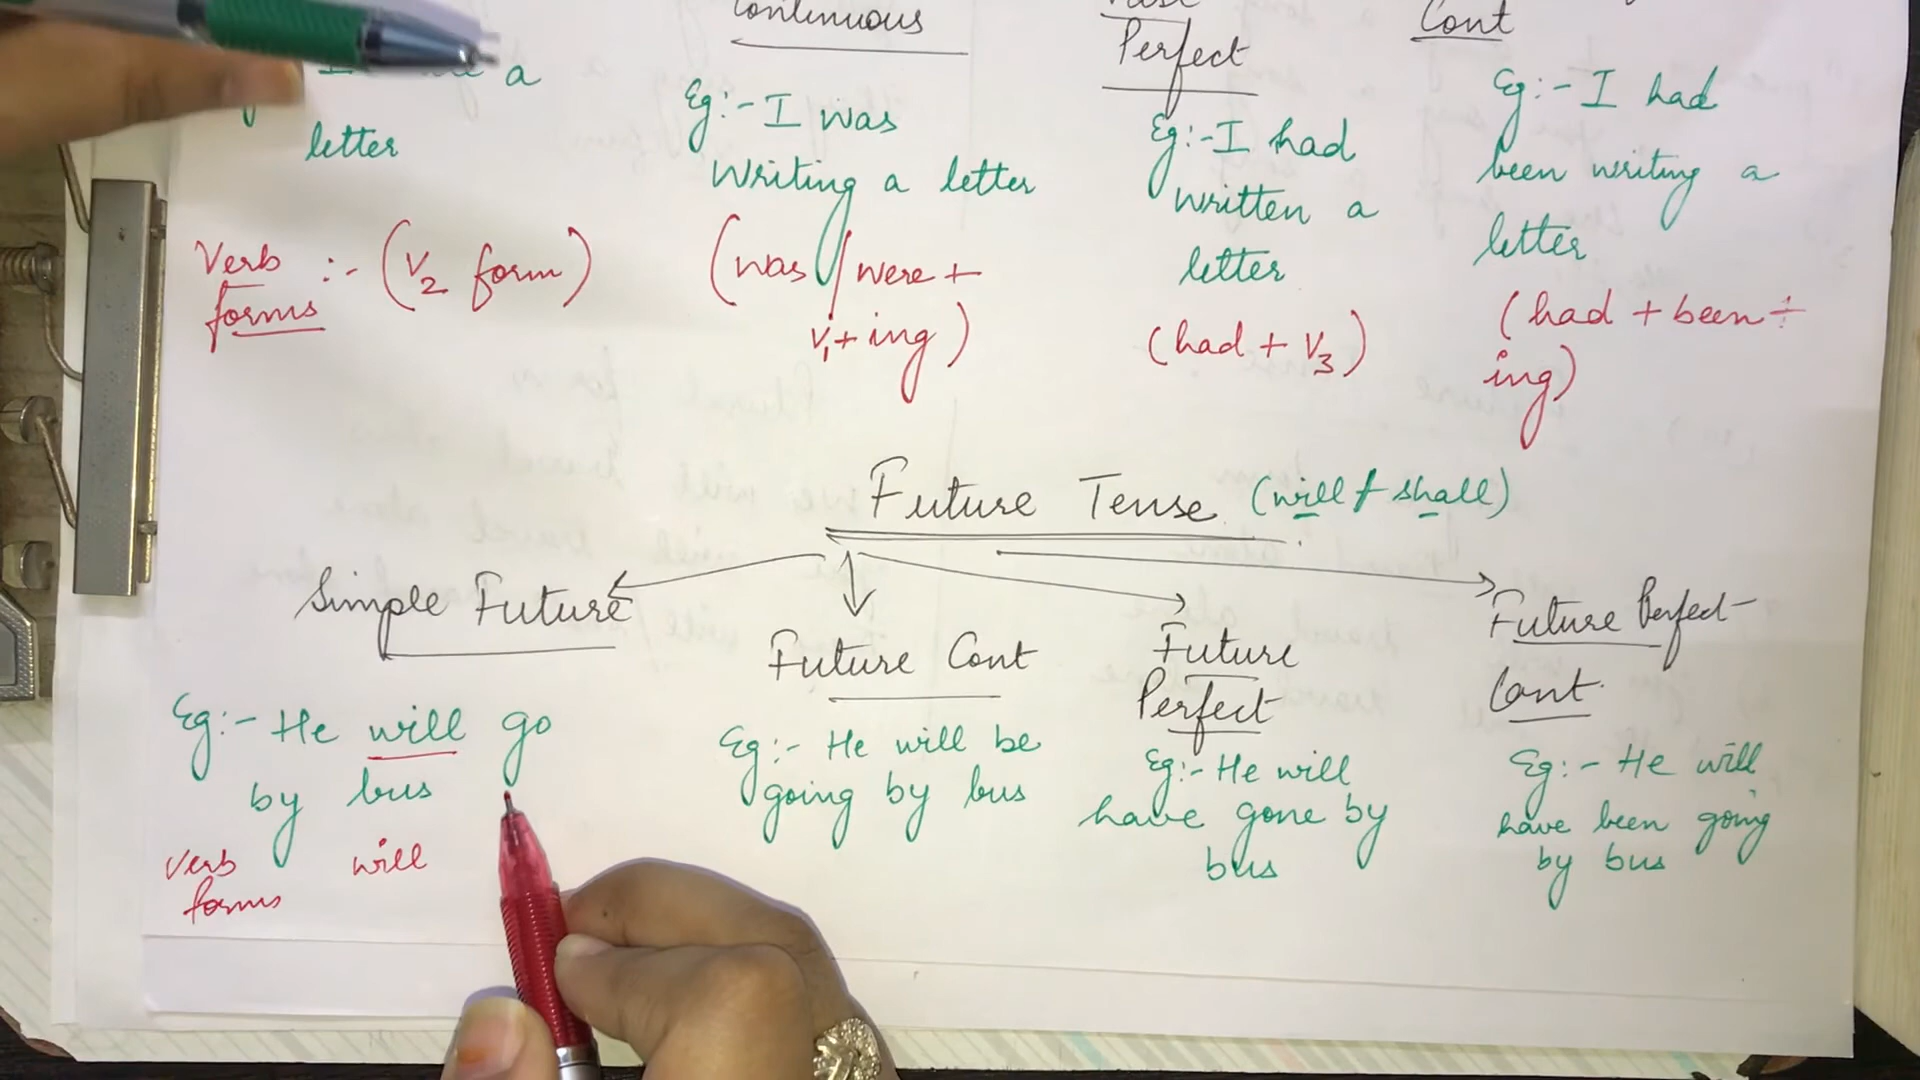 Continuous
Perfect
Cont
a
letter
Eg:- I was
writing a letter
Eg:- I had
written a
letter
Eg:- I had
been writing a
letter
Verb
forms :- (V2 form)
(was / were +
V1 + ing)
(had + V3)
(had + been +
ing)
Future Tense (will / shall)
Simple Future
Future Cont
Future
Perfect
Future Perfect
Cont.
Eg:- He will go
by bus
Eg:- He will be
going by bus
Eg:- He will
have gone by
bus
Eg:- He will
have been going
by bus
Verb
forms
will